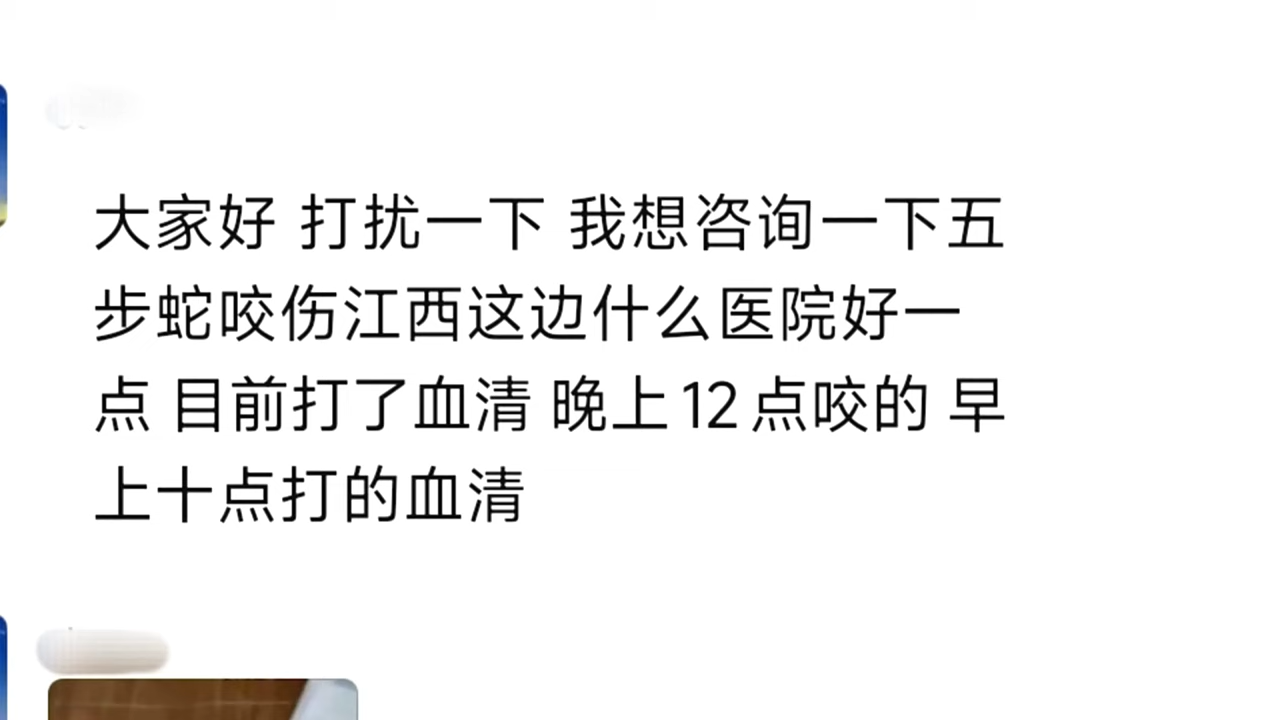 大家好 打扰一下 我想咨询一下五
步蛇咬伤江西这边什么医院好一
点 目前打了血清 晚上12点咬的 早
上十点打的血清